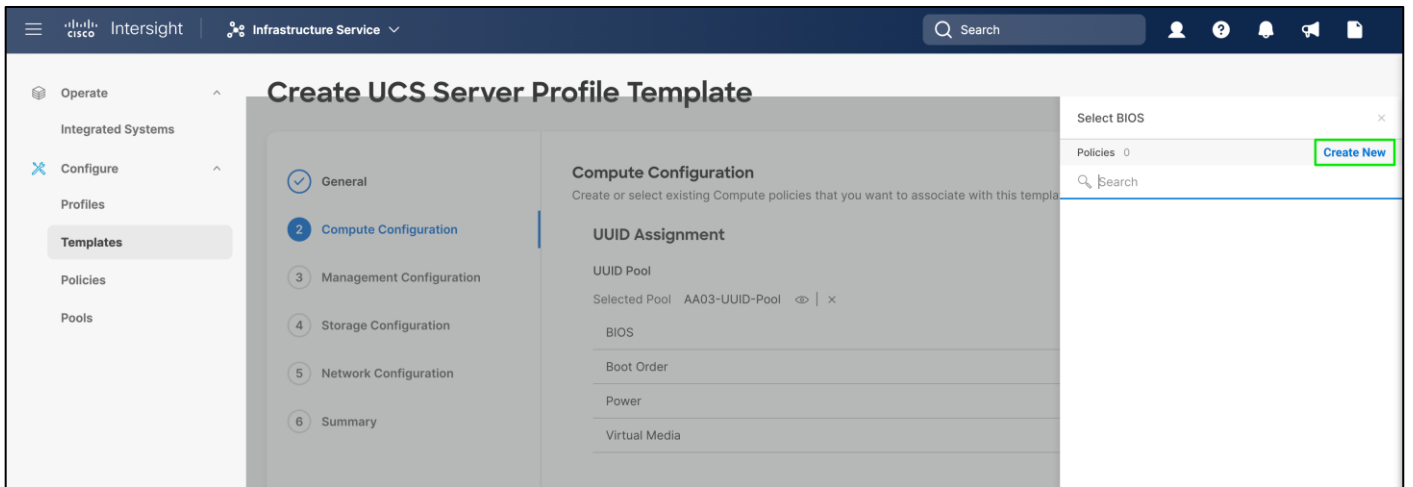 cisco Intersight Infrastructure Service Search
Create UCS Server Profile Template
Operate
Integrated Systems
Configure
Profiles
Templates
Policies
Pools
General
2 Compute Configuration
3 Management Configuration
4 Storage Configuration
5 Network Configuration
6 Summary
Compute Configuration
Create or select existing Compute policies that you want to associate with this templa
UUID Assignment
UUID Pool
Selected Pool AA03-UUID-Pool
BIOS
Boot Order
Power
Virtual Media
Select BIOS
Policies 0 Create New
Search